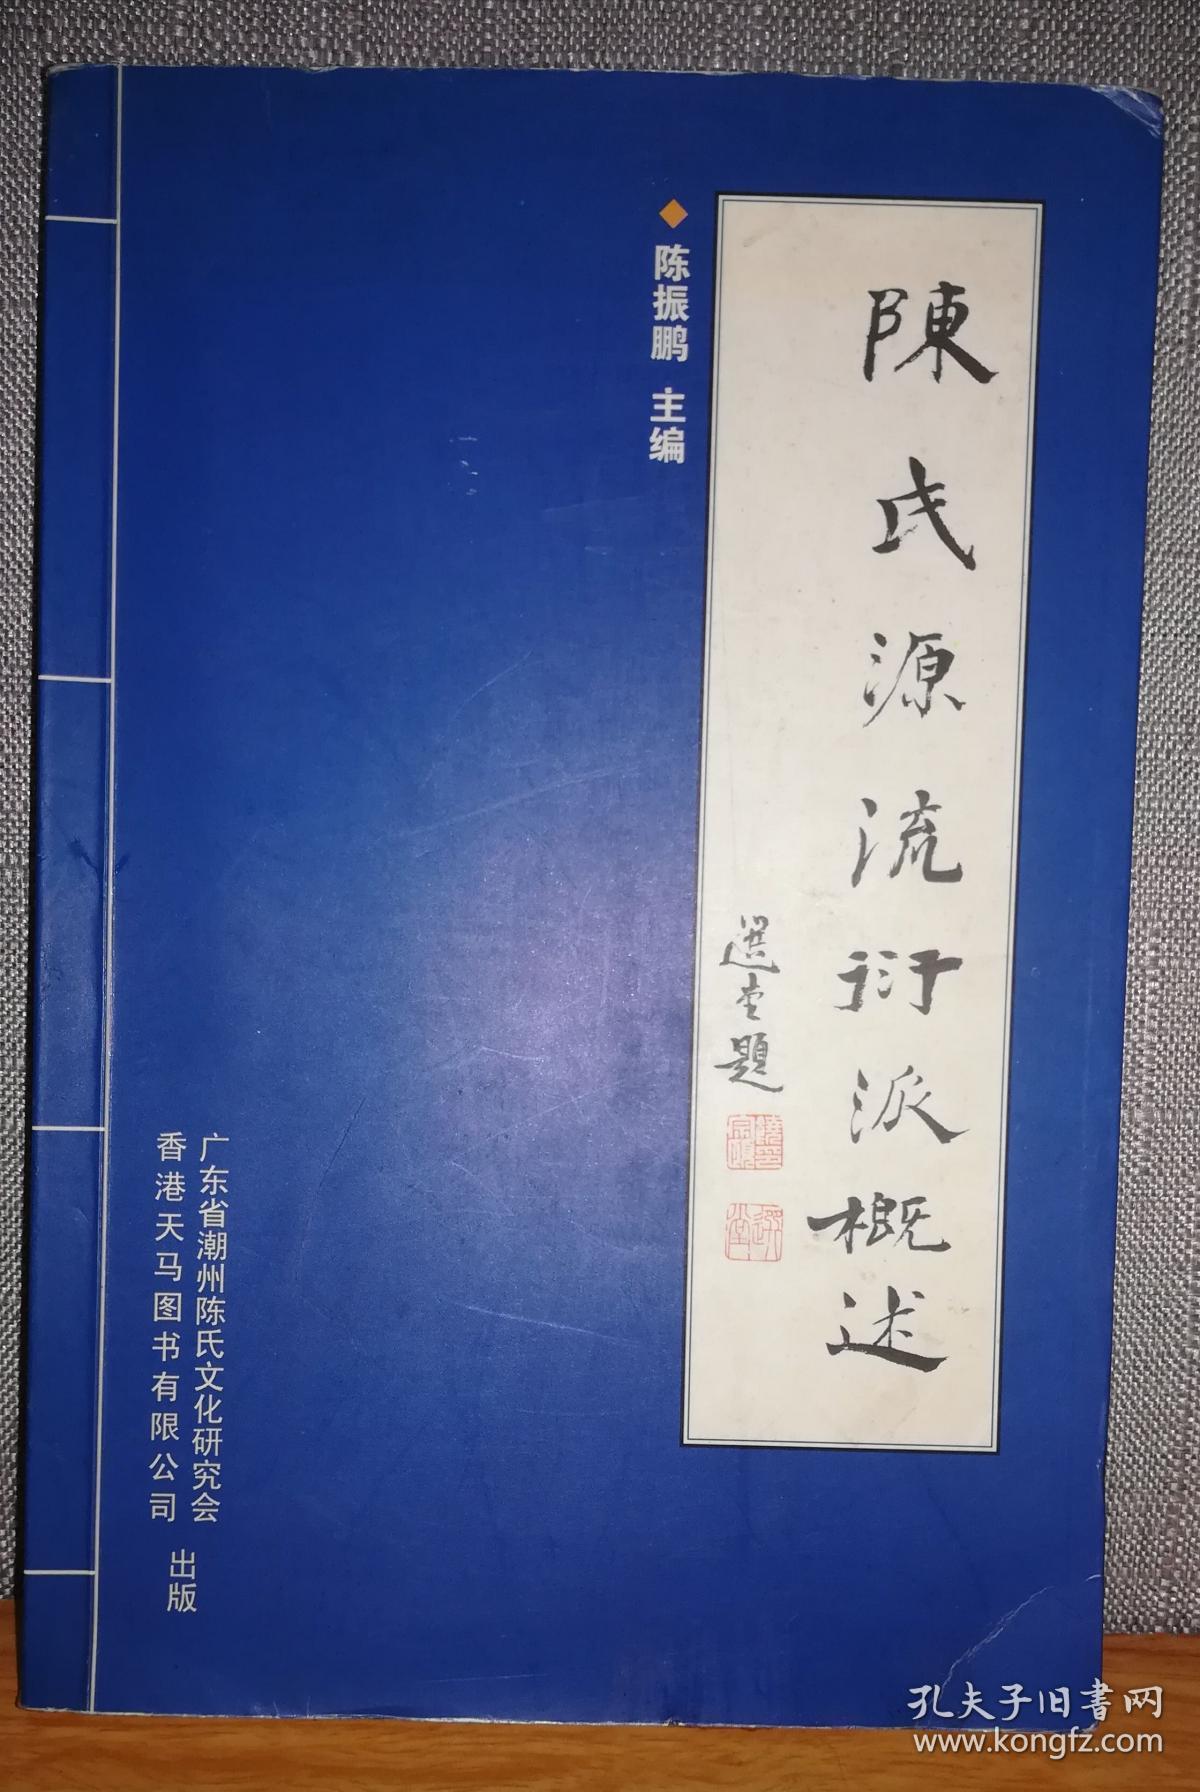 陳氏源流衍派概述
選堂題
陈振鹏 主编
广东省潮州陈氏文化研究会
香港天马图书有限公司
出版
孔夫子旧书网
www.kongfz.com